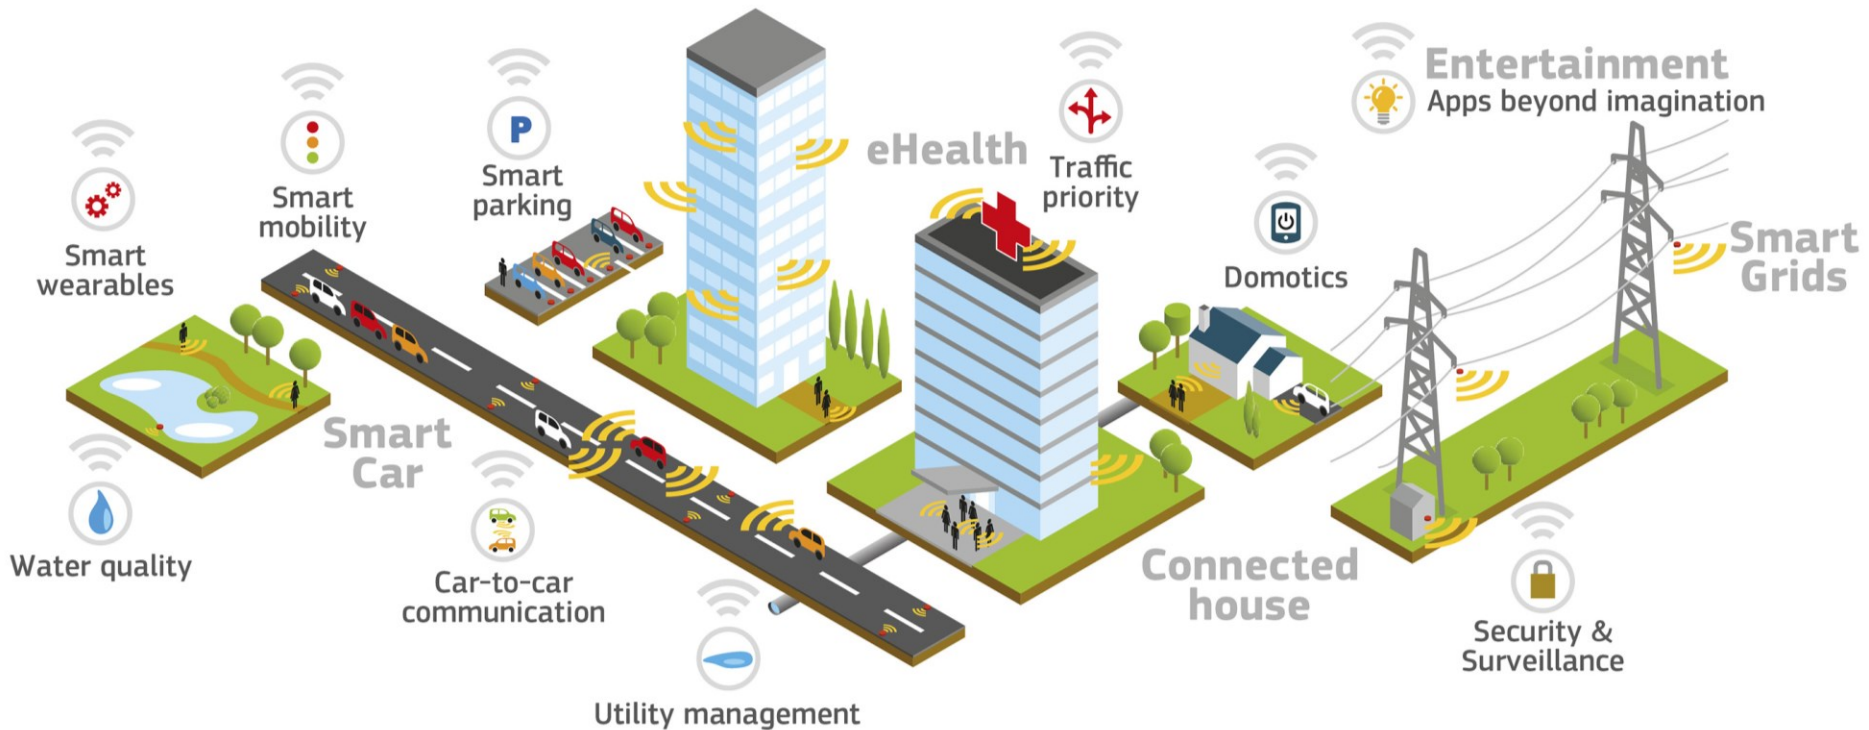 Entertainment
Apps beyond imagination
Smart
wearables
Smart
mobility
P
Smart
parking
eHealth
Traffic
priority
Domotics
Smart
Grids
Smart
Car
Water quality
Car-to-car
communication
Utility management
Connected
house
Security &
Surveillance